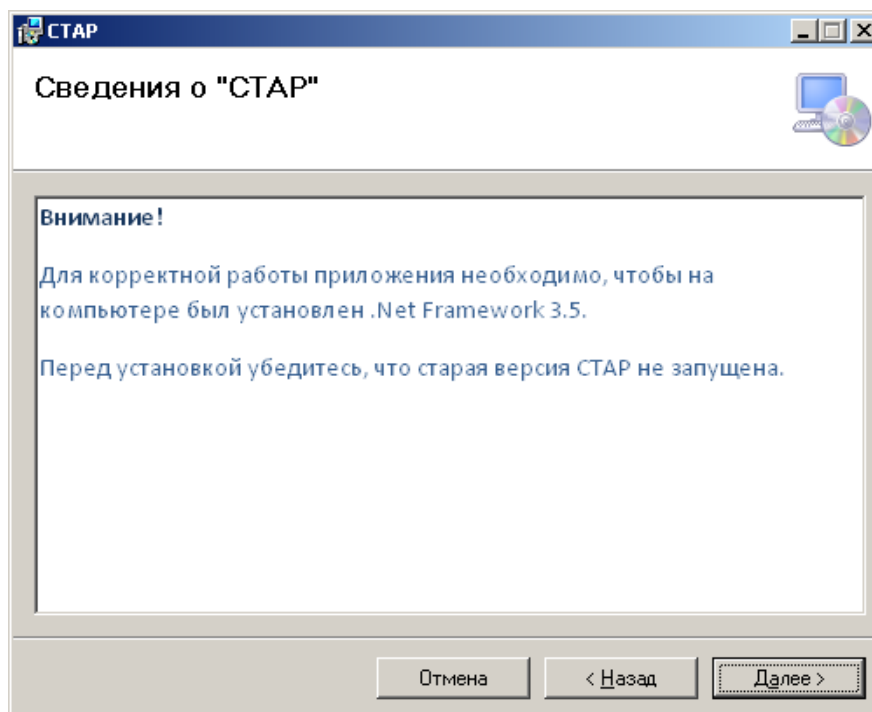 СТАР
Сведения о "СТАР"
Внимание!
Для корректной работы приложения необходимо, чтобы на
компьютере был установлен .Net Framework 3.5.
Перед установкой убедитесь, что старая версия СТАР не запущена.
Отмена
< Назад
Далее >